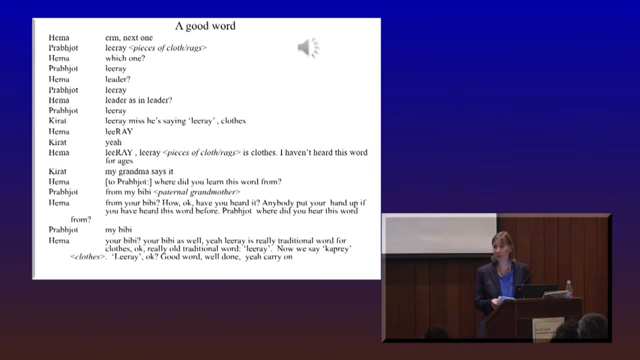 A good word
Hema erm, next one
Prabhjot leeray <pieces of cloth/rags>
Hema which one?
Prabhjot leeray
Hema leader?
Prabhjot leeray
Hema leader as in leader?
Prabhjot leeray
Kirat leeray miss he's saying 'leeray' , clothes
Hema leeRAY
Kirat yeah
Hema leeRAY , leeray <pieces of cloth/rags> is clothes. I haven't heard this word
for ages
Kirat my grandma says it
Hema [to Prabhjot:] where did you learn this word from?
Prabhjot from my bibi <paternal grandmother>
Hema from your bibi? How, ok, have you heard it? Anybody put your hand up if
you have heard this word before. Prabhjot where did you hear this word
from?
Prabhjot my bibi
Hema your bibi? your bibi as well, yeah leeray is really traditional word for
clothes, ok, really old traditional word: 'leeray'. Now we say 'kaprey'
<clothes>. 'Leeray', ok? Good word, well done, yeah carry on